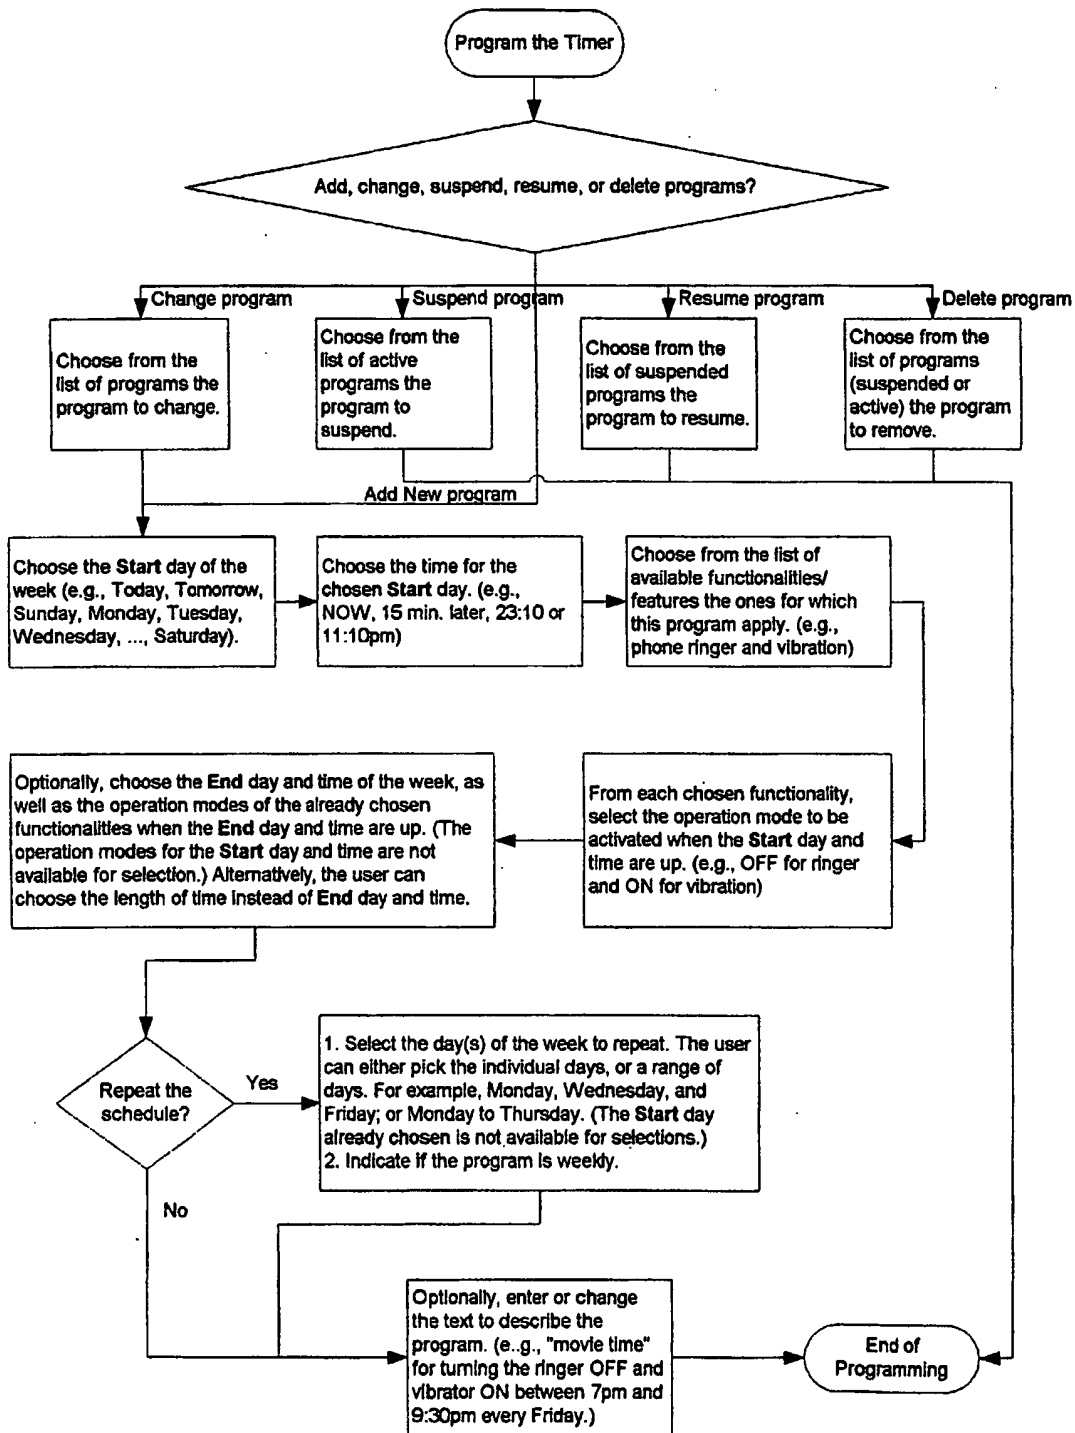 Program the Timer
Add, change, suspend, resume, or delete programs?
Change program
Suspend program
Resume program
Delete program
Choose from the
list of programs the
program to change.
Choose from the
list of active
programs the
program to
suspend.
Choose from the
list of suspended
programs the
program to resume.
Choose from the
list of programs
(suspended or
active) the program
to remove.
Add New program
Choose the Start day of the
week (e.g., Today, Tomorrow,
Sunday, Monday, Tuesday,
Wednesday, ..., Saturday).
Choose the time for the
chosen Start day. (e.g.,
NOW, 15 min. later, 23:10 or
11:10pm)
Choose from the list of
available functionalities/
features the ones for which
this program apply. (e.g.,
phone ringer and vibration)
Optionally, choose the End day and time of the week, as
well as the operation modes of the already chosen
functionalities when the End day and time are up. (The
operation modes for the Start day and time are not
available for selection.) Alternatively, the user can
choose the length of time instead of End day and time.
From each chosen functionality,
select the operation mode to be
activated when the Start day and
time are up. (e.g., OFF for ringer
and ON for vibration)
Repeat the
schedule?
Yes
1. Select the day(s) of the week to repeat. The user
can either pick the individual days, or a range of
days. For example, Monday, Wednesday, and
Friday; or Monday to Thursday. (The Start day
already chosen is not available for selections.)
2. Indicate if the program is weekly.
No
Optionally, enter or change
the text to describe the
program. (e..g., "movie time"
for turning the ringer OFF and
vibrator ON between 7pm and
9:30pm every Friday.)
End of
Programming